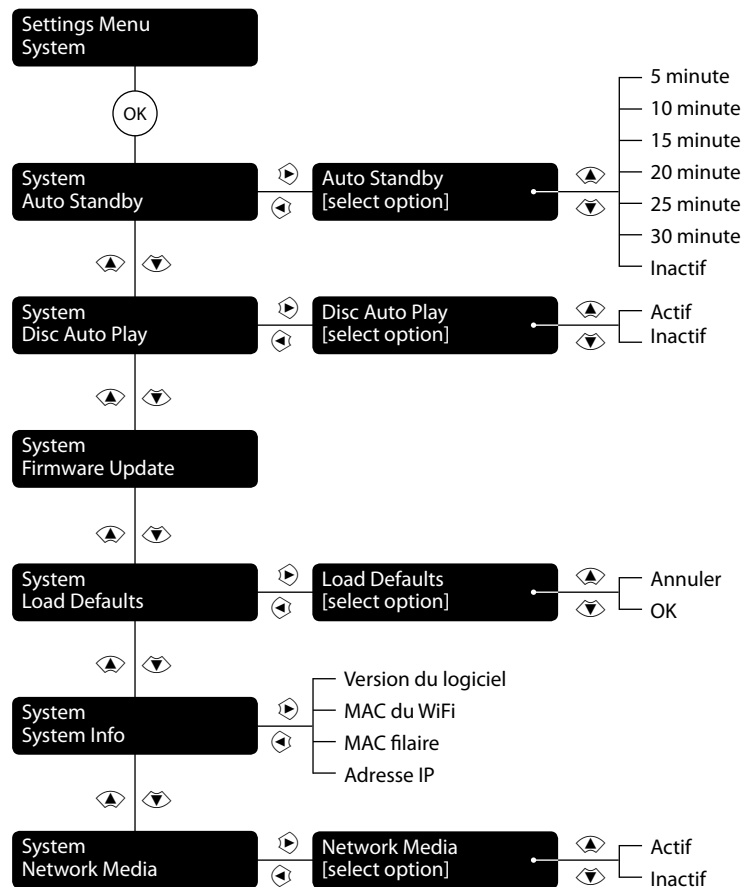 Settings Menu
System
OK
System
Auto Standby
Auto Standby
[select option]
5 minute
10 minute
15 minute
20 minute
25 minute
30 minute
Inactif
System
Disc Auto Play
Disc Auto Play
[select option]
Actif
Inactif
System
Firmware Update
System
Load Defaults
Load Defaults
[select option]
Annuler
OK
System
System Info
Version du logiciel
MAC du WiFi
MAC filaire
Adresse IP
System
Network Media
Network Media
[select option]
Actif
Inactif